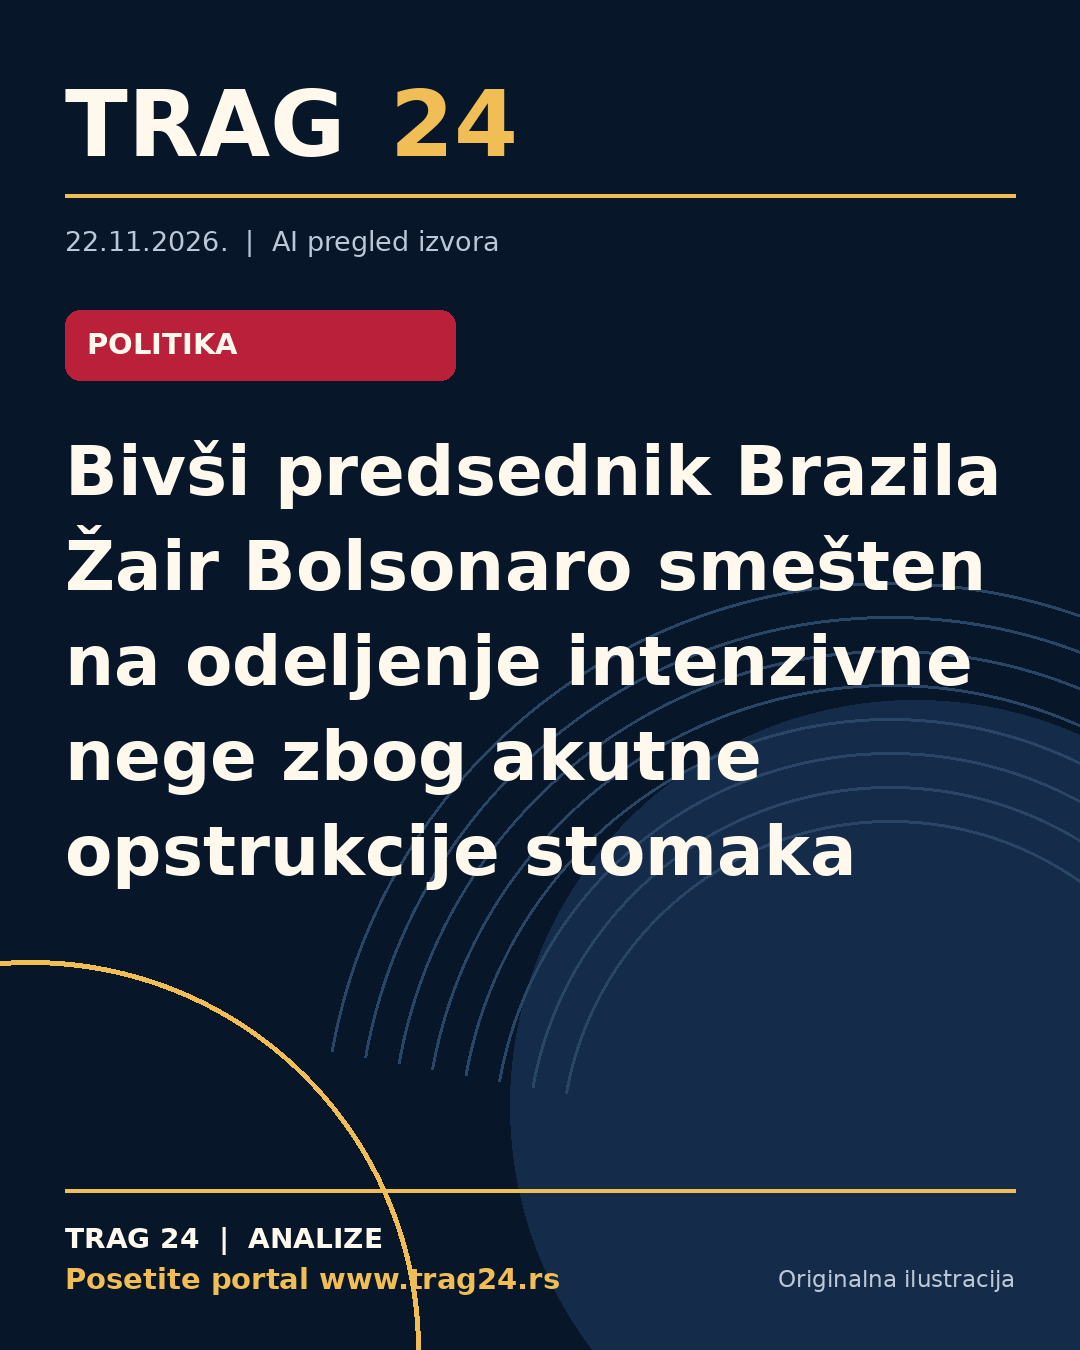 TRAG 24
22.11.2026. | AI pregled izvora
POLITIKA
Bivši predsednik Brazila
Žair Bolsonaro smešten
na odeljenje intenzivne
nege zbog akutne
opstrukcije stomaka
TRAG 24 | ANALIZE
Posetite portal www.trag24.rs
Originalna ilustracija